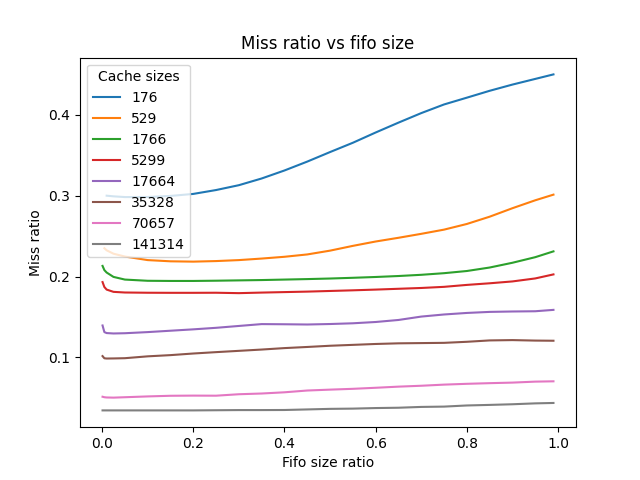 Miss ratio vs fifo size
Cache sizes
176
529
1766
5299
17664
35328
70657
141314
Miss ratio
0.4
0.3
0.2
0.1
0.0 0.2 0.4 0.6 0.8 1.0
Fifo size ratio